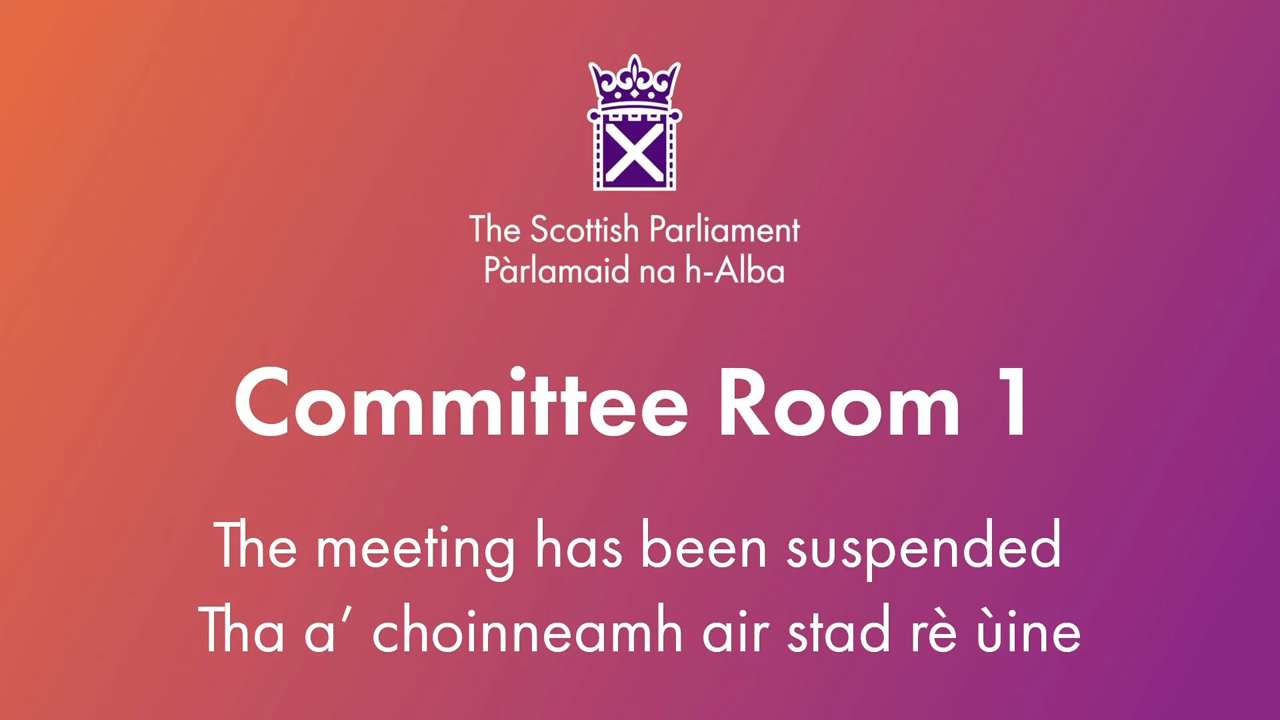 The Scottish Parliament
Pàrlamaid na h-Alba
Committee Room 1
The meeting has been suspended
Tha a’ choinneamh air stad rè ùine